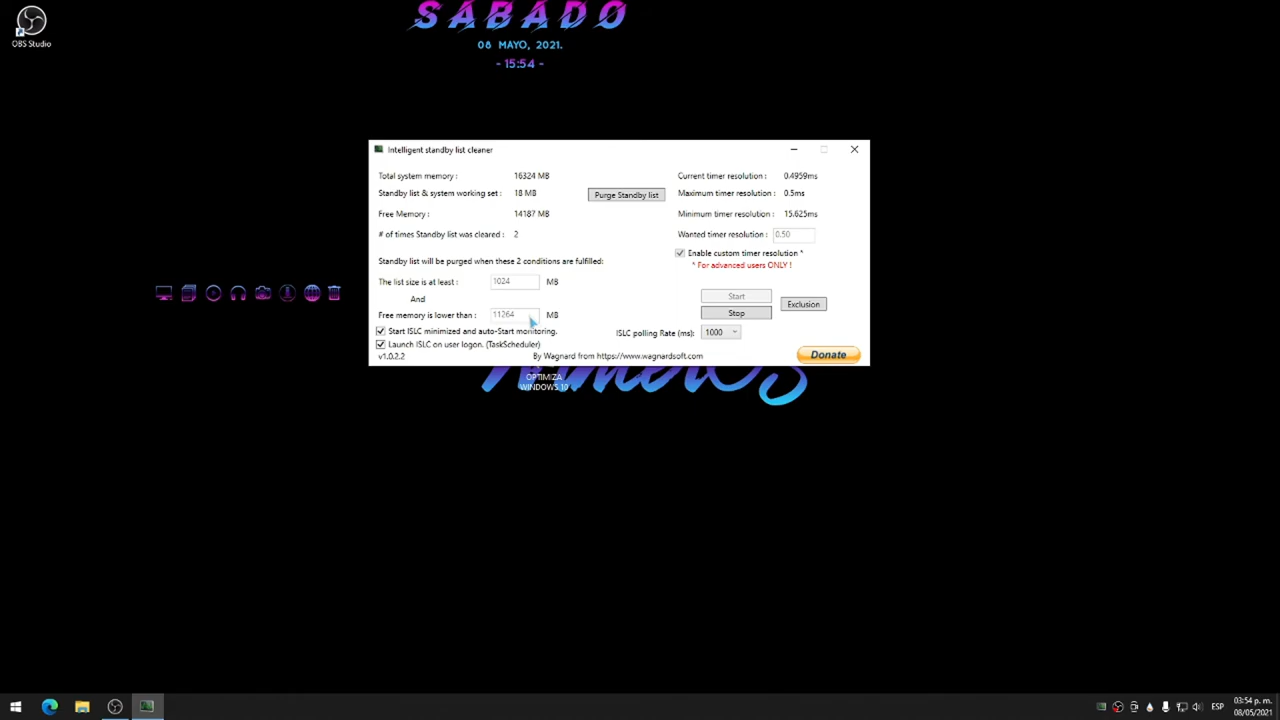 OBS Studio
SABADO
08 MAYO, 2021.
- 15:54 -
Intelligent standby list cleaner
Total system memory : 16324 MB
Standby list & system working set : 18 MB
Purge Standby list
Free Memory : 14187 MB
# of times Standby list was cleared : 2
Standby list will be purged when these 2 conditions are fulfilled:
The list size is at least : 1024 MB
And
Free memory is lower than : 11264 MB
Start ISLC minimized and auto-Start monitoring.
Launch ISLC on user logon. (TaskScheduler)
v1.0.2.2
By Wagnard from https://www.wagnardsoft.com
Current timer resolution : 0.4959ms
Maximum timer resolution : 0.5ms
Minimum timer resolution : 15.625ms
Wanted timer resolution : 0.50
Enable custom timer resolution *
* For advanced users ONLY !
Start
Stop
Exclusion
ISLC polling Rate (ms): 1000
Donate
OPTIMIZA
WINDOWS 10
ESP
03:54 p. m.
08/05/2021